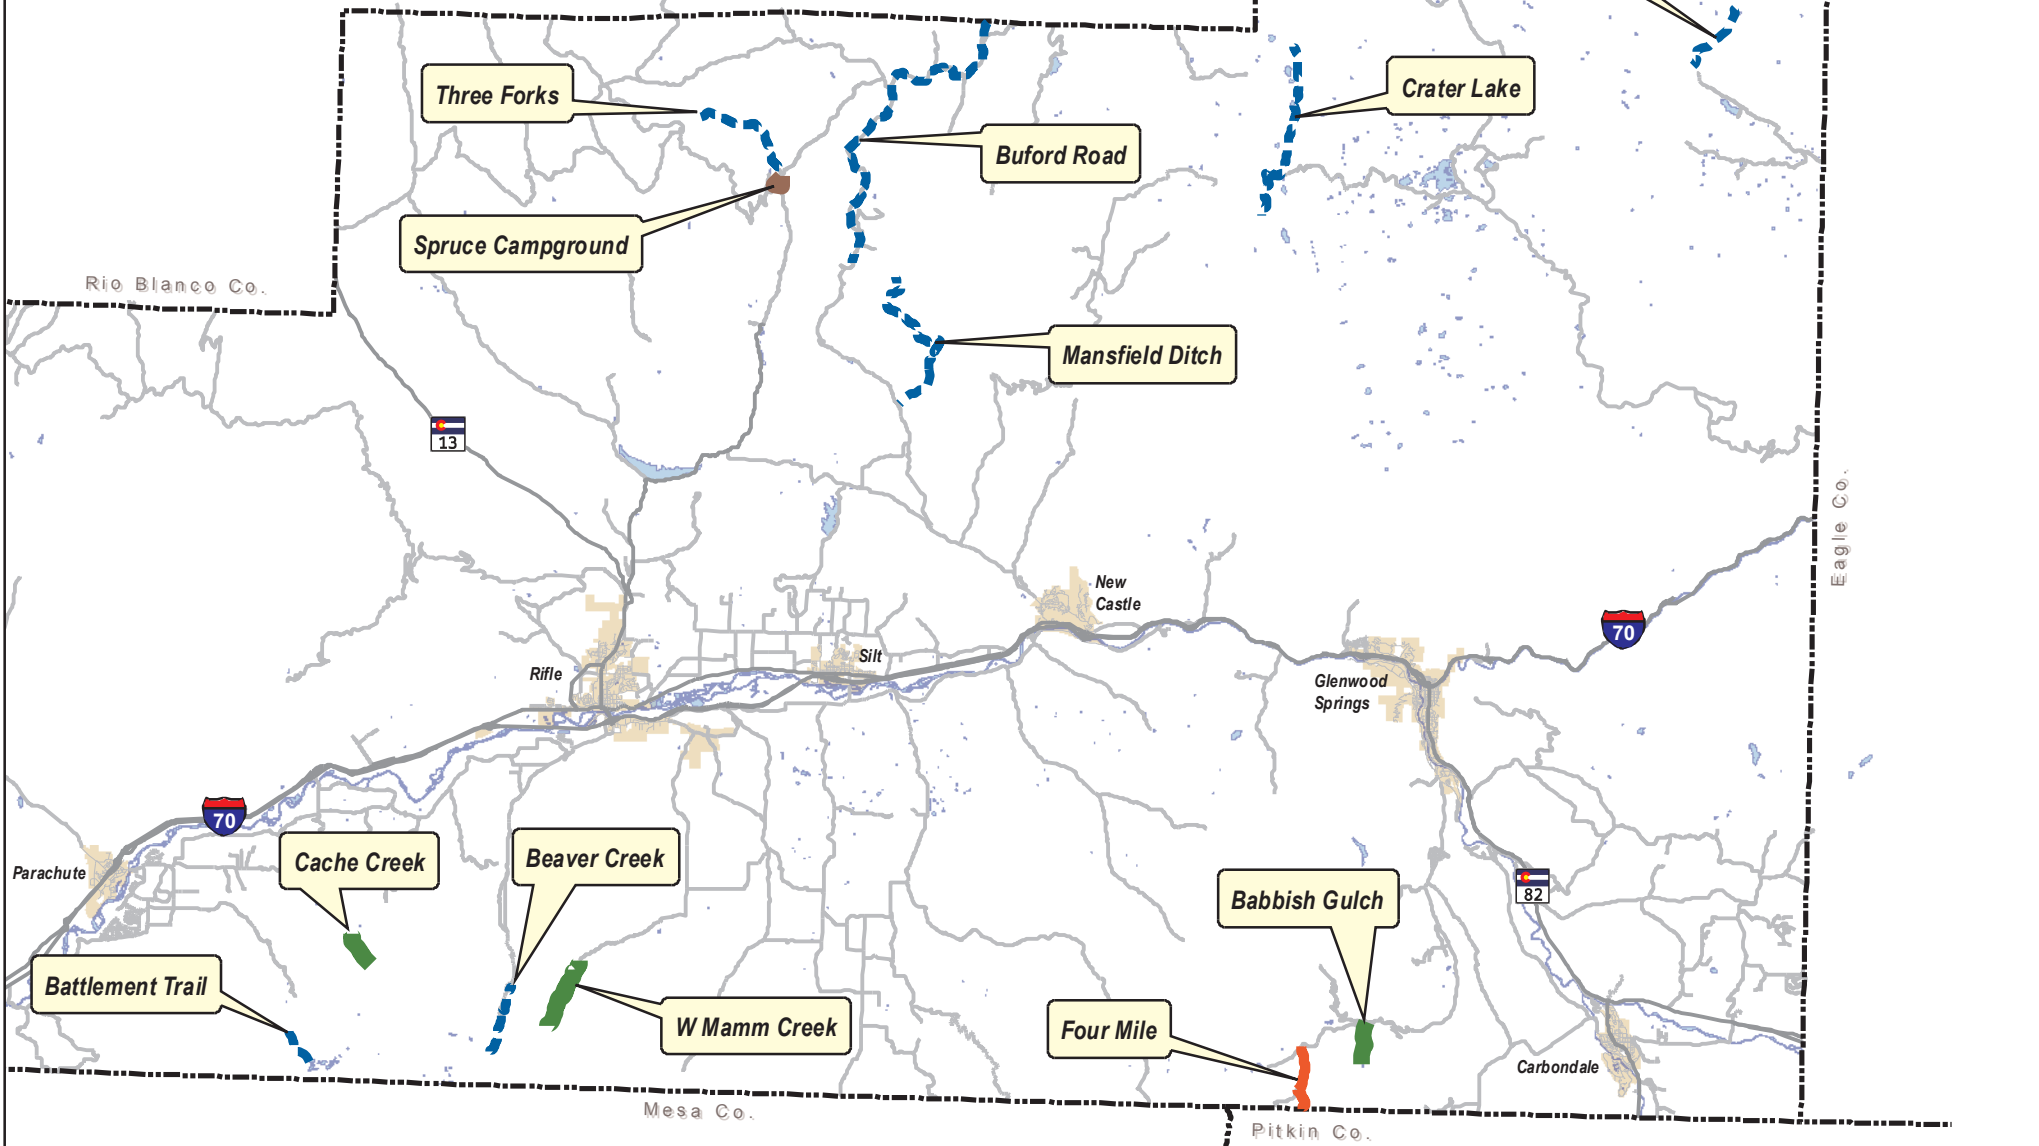 Three Forks
Crater Lake
Buford Road
Spruce Campground
Rio Blanco Co.
Mansfield Ditch
13
Eagle Co.
New
Castle
70
Silt
Rifle
Glenwood
Springs
70
Cache Creek
Beaver Creek
Parachute
Babbish Gulch
82
Battlement Trail
W Mamm Creek
Four Mile
Carbondale
Mesa Co.
Pitkin Co.